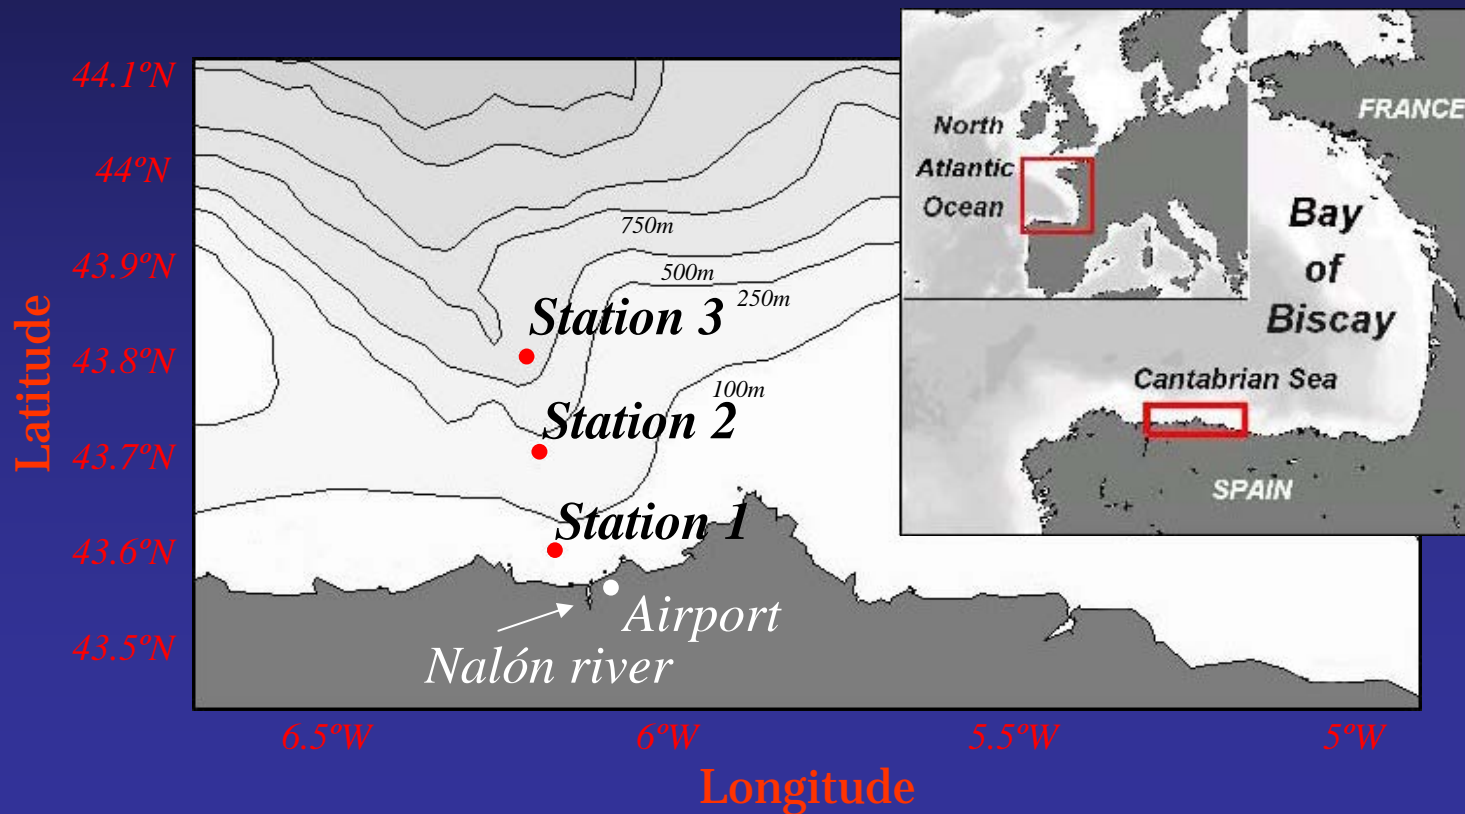 44.1ºN
44ºN
43.9ºN
43.8ºN
43.7ºN
43.6ºN
43.5ºN
Latitude
6.5ºW
6ºW
5.5ºW
5ºW
Longitude
750m
500m
250m
100m
Station 3
Station 2
Station 1
Airport
Nalón river
North
Atlantic
Ocean
FRANCE
Bay
of
Biscay
Cantabrian Sea
SPAIN